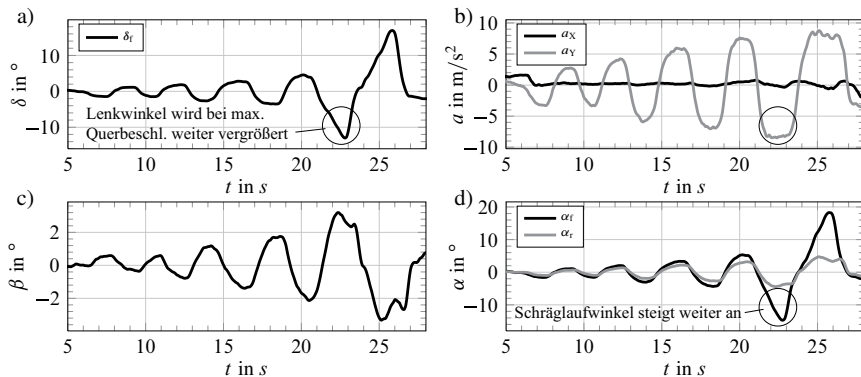 a)
δf
δ in °
10
0
−10
Lenkwinkel wird bei max.
Querbeschl. weiter vergrößert
5 10 15 20 25
t in s
b)
aX
aY
a in m/s²
10
5
0
−5
−10
5 10 15 20 25
t in s
c)
β in °
2
0
−2
5 10 15 20 25
t in s
d)
αf
αr
α in °
20
10
0
−10
Schräglaufwinkel steigt weiter an
5 10 15 20 25
t in s